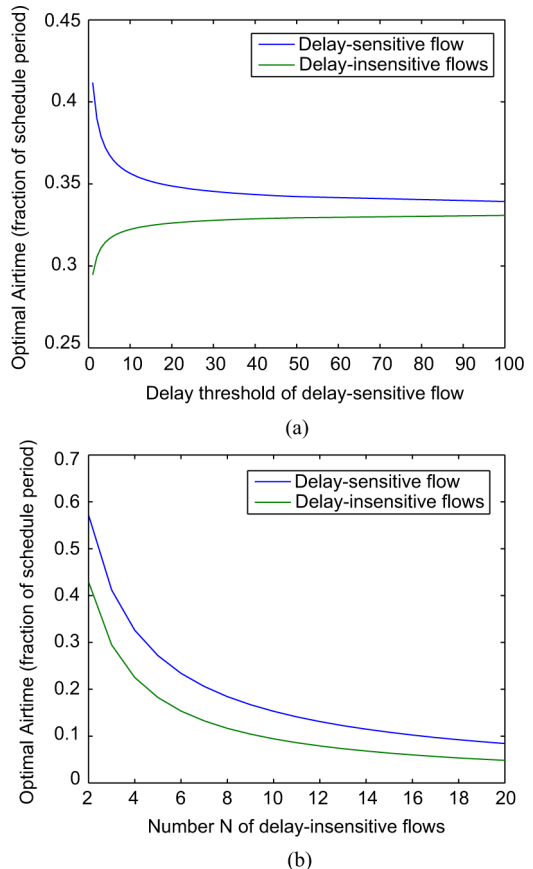 0.45
0.4
0.35
0.3
0.25
0 10 20 30 40 50 60 70 80 90 100
Optimal Airtime (fraction of schedule period)
Delay-sensitive flow
Delay-insensitive flows
Delay threshold of delay-sensitive flow
(a)
0.7
0.6
0.5
0.4
0.3
0.2
0.1
0
2 4 6 8 10 12 14 16 18 20
Optimal Airtime (fraction of schedule period)
Delay-sensitive flow
Delay-insensitive flows
Number N of delay-insensitive flows
(b)